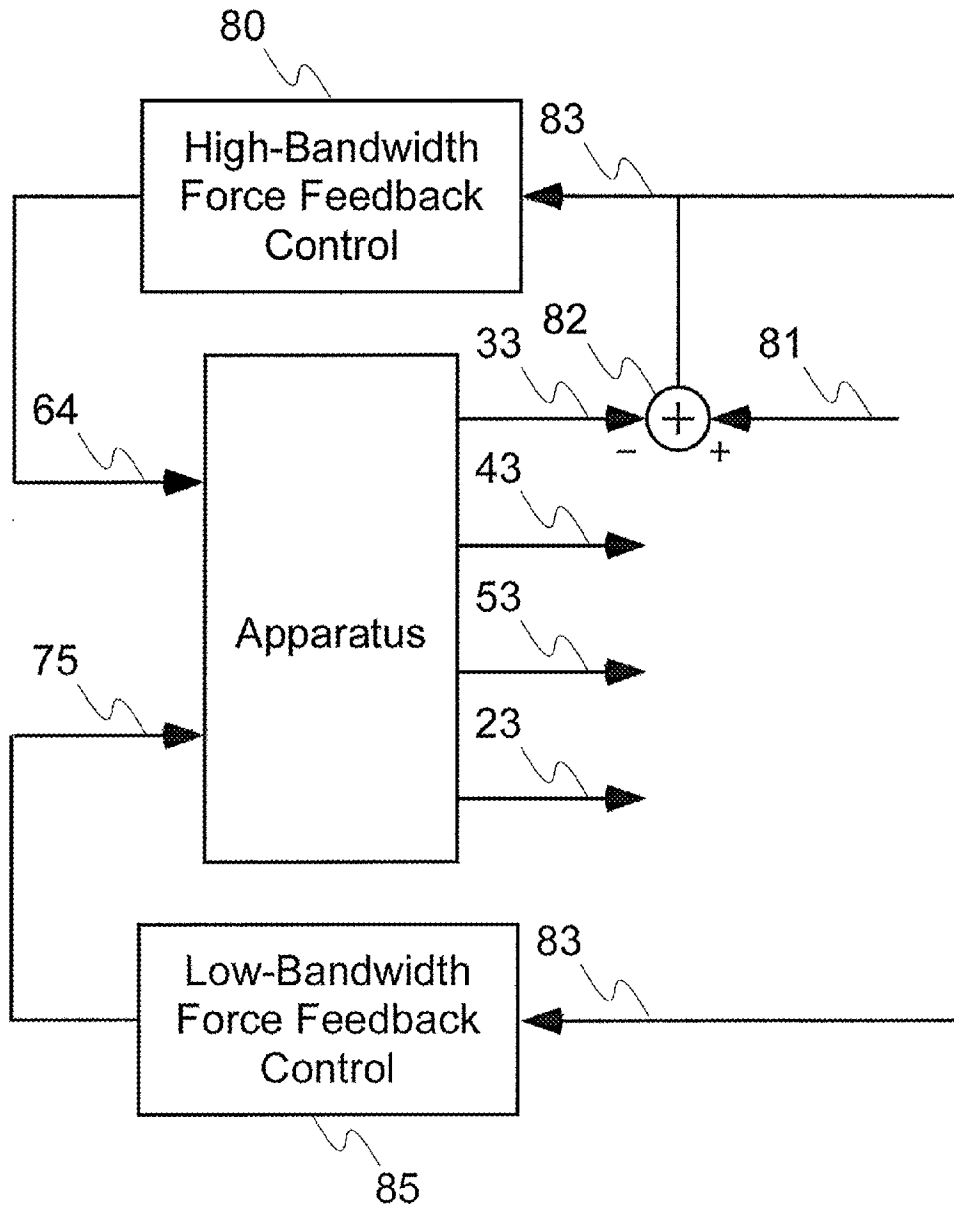 80
High-Bandwidth
Force Feedback
Control
83
82
81
33
+
− +
64
43
Apparatus
53
75
23
Low-Bandwidth
Force Feedback
Control
83
85